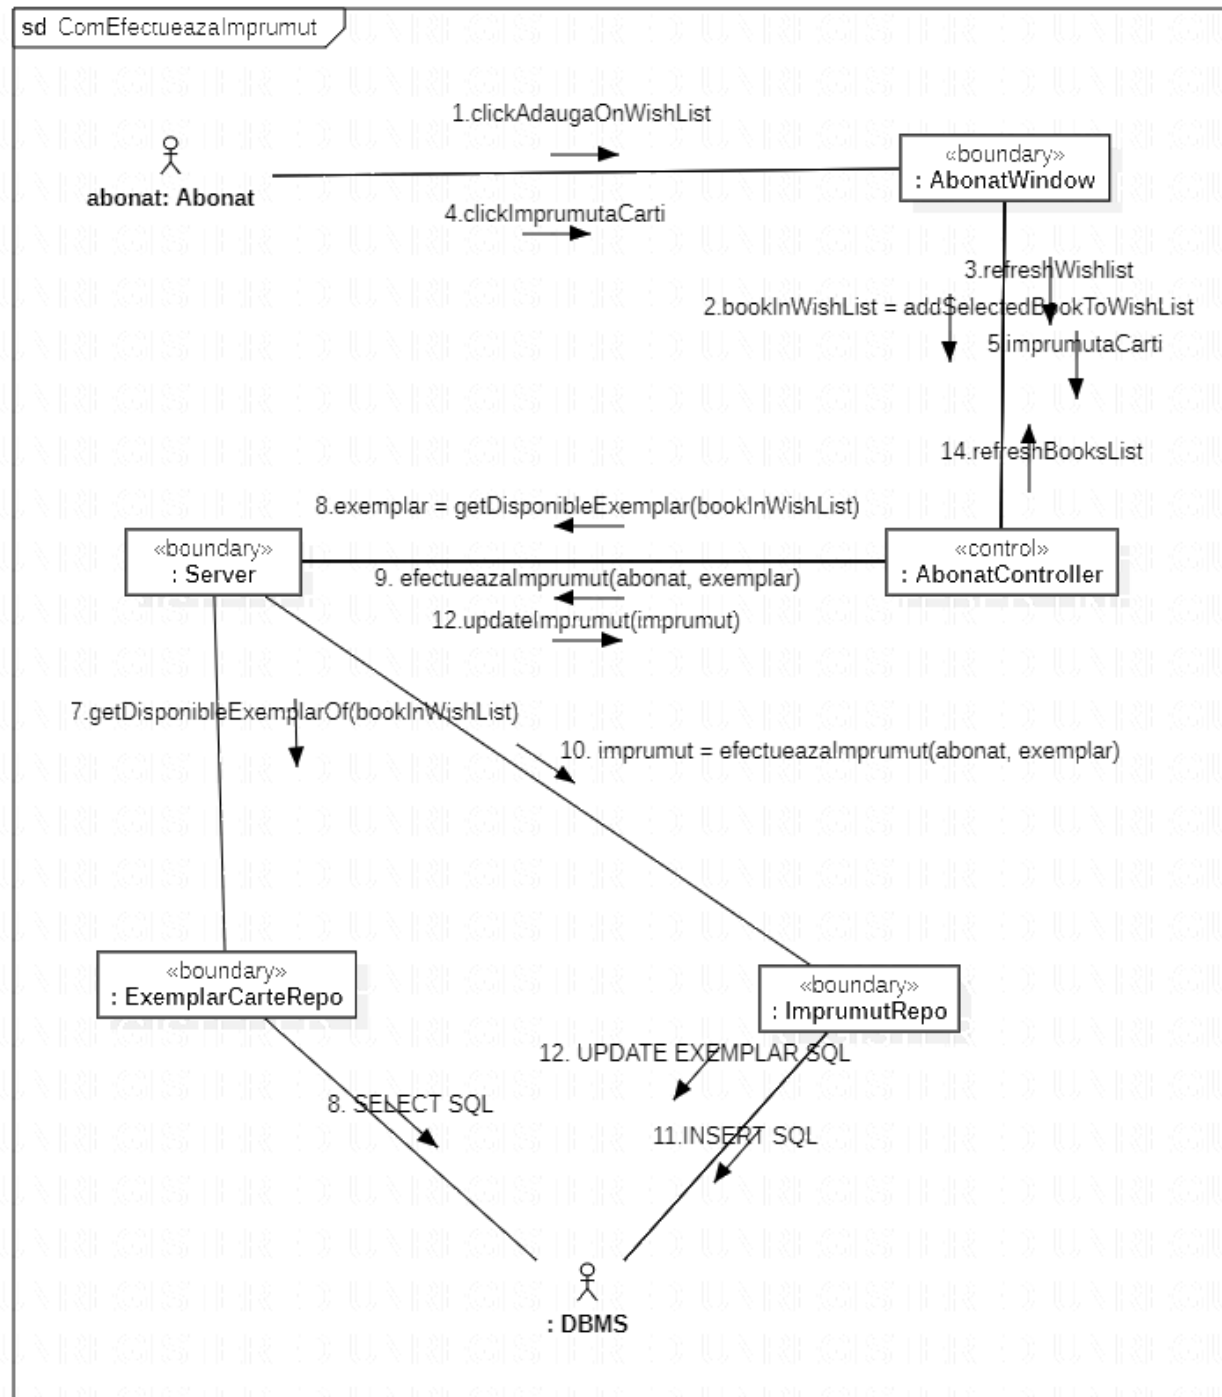 sd ComEfectueazaImprumut
1.clickAdaugaOnWishList
abonat: Abonat
«boundary»
: AbonatWindow
4.clickImprumutaCarti
3.refreshWishlist
2.bookInWishList = addSelectedBookToWishList
5 imprumutaCarti
14.refreshBooksList
8.exemplar = getDisponibleExemplar(bookInWishList)
«boundary»
: Server
«control»
: AbonatController
9. efectueazaImprumut(abonat, exemplar)
12.updateImprumut(imprumut)
7.getDisponibleExemplarOf(bookInWishList)
10. imprumut = efectueazaImprumut(abonat, exemplar)
«boundary»
: ExemplarCarteRepo
«boundary»
: ImprumutRepo
12. UPDATE EXEMPLAR SQL
8. SELECT SQL
11.INSERT SQL
: DBMS